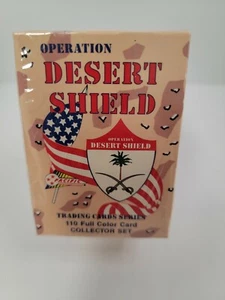 OPERATION
DESERT
SHIELD
OPERATION
DESERT SHIELD
TRADING CARDS SERIES
110 Full Color Card
COLLECTOR SET